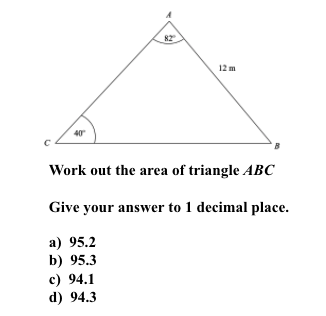 A
82°
12 m
40°
C
B
Work out the area of triangle ABC
Give your answer to 1 decimal place.
a) 95.2
b) 95.3
c) 94.1
d) 94.3